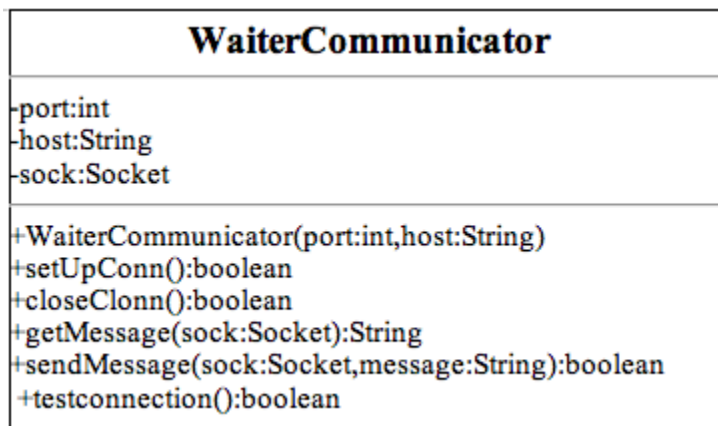 WaiterCommunicator
-port:int
-host:String
-sock:Socket
+WaiterCommunicator(port:int,host:String)
+setUpConn():boolean
+closeClonn():boolean
+getMessage(sock:Socket):String
+sendMessage(sock:Socket,message:String):boolean
+testconnection():boolean